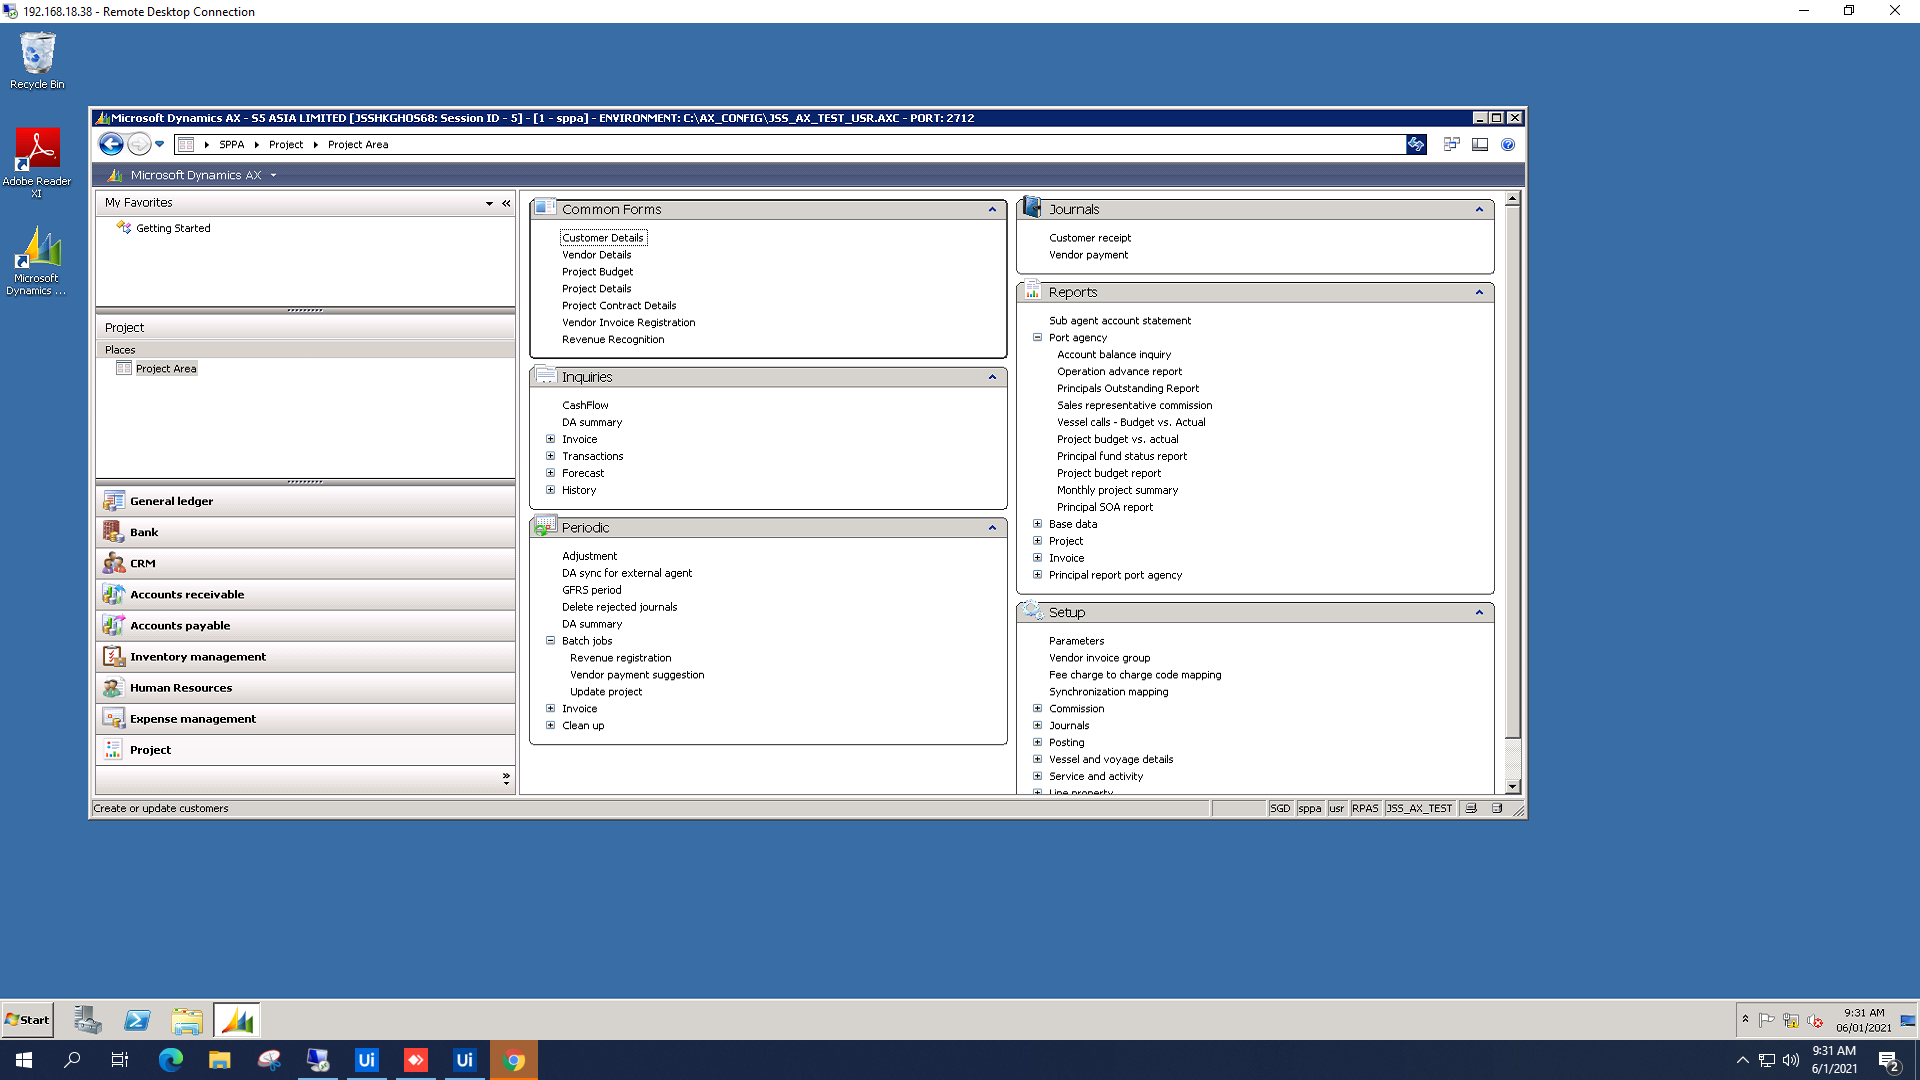 192.168.18.38 - Remote Desktop Connection
Recycle Bin
Adobe Reader
XI
Microsoft
Dynamics ...
Microsoft Dynamics AX - S5 ASIA LIMITED [JSSHKGHOS68: Session ID - 5] - [1 - sppa] - ENVIRONMENT: C:\AX_CONFIG\JSS_AX_TEST_USR.AXC - PORT: 2712
SPPA Project Project Area
Microsoft Dynamics AX
My Favorites
Getting Started
Project
Places
Project Area
General ledger
Bank
CRM
Accounts receivable
Accounts payable
Inventory management
Human Resources
Expense management
Project
Common Forms
Customer Details
Vendor Details
Project Budget
Project Details
Project Contract Details
Vendor Invoice Registration
Revenue Recognition
Inquiries
CashFlow
DA summary
Invoice
Transactions
Forecast
History
Periodic
Adjustment
DA sync for external agent
GFRS period
Delete rejected journals
DA summary
Batch jobs
Revenue registration
Vendor payment suggestion
Update project
Invoice
Clean up
Journals
Customer receipt
Vendor payment
Reports
Sub agent account statement
Port agency
Account balance inquiry
Operation advance report
Principals Outstanding Report
Sales representative commission
Vessel calls - Budget vs. Actual
Project budget vs. actual
Principal fund status report
Project budget report
Monthly project summary
Principal SOA report
Base data
Project
Invoice
Principal report port agency
Setup
Parameters
Vendor invoice group
Fee charge to charge code mapping
Synchronization mapping
Commission
Journals
Posting
Vessel and voyage details
Service and activity
Line property
Create or update customers
SGD sppa usr RPAS JSS_AX_TEST
Start
9:31 AM
06/01/2021
Ui
Ui
9:31 AM
6/1/2021
2